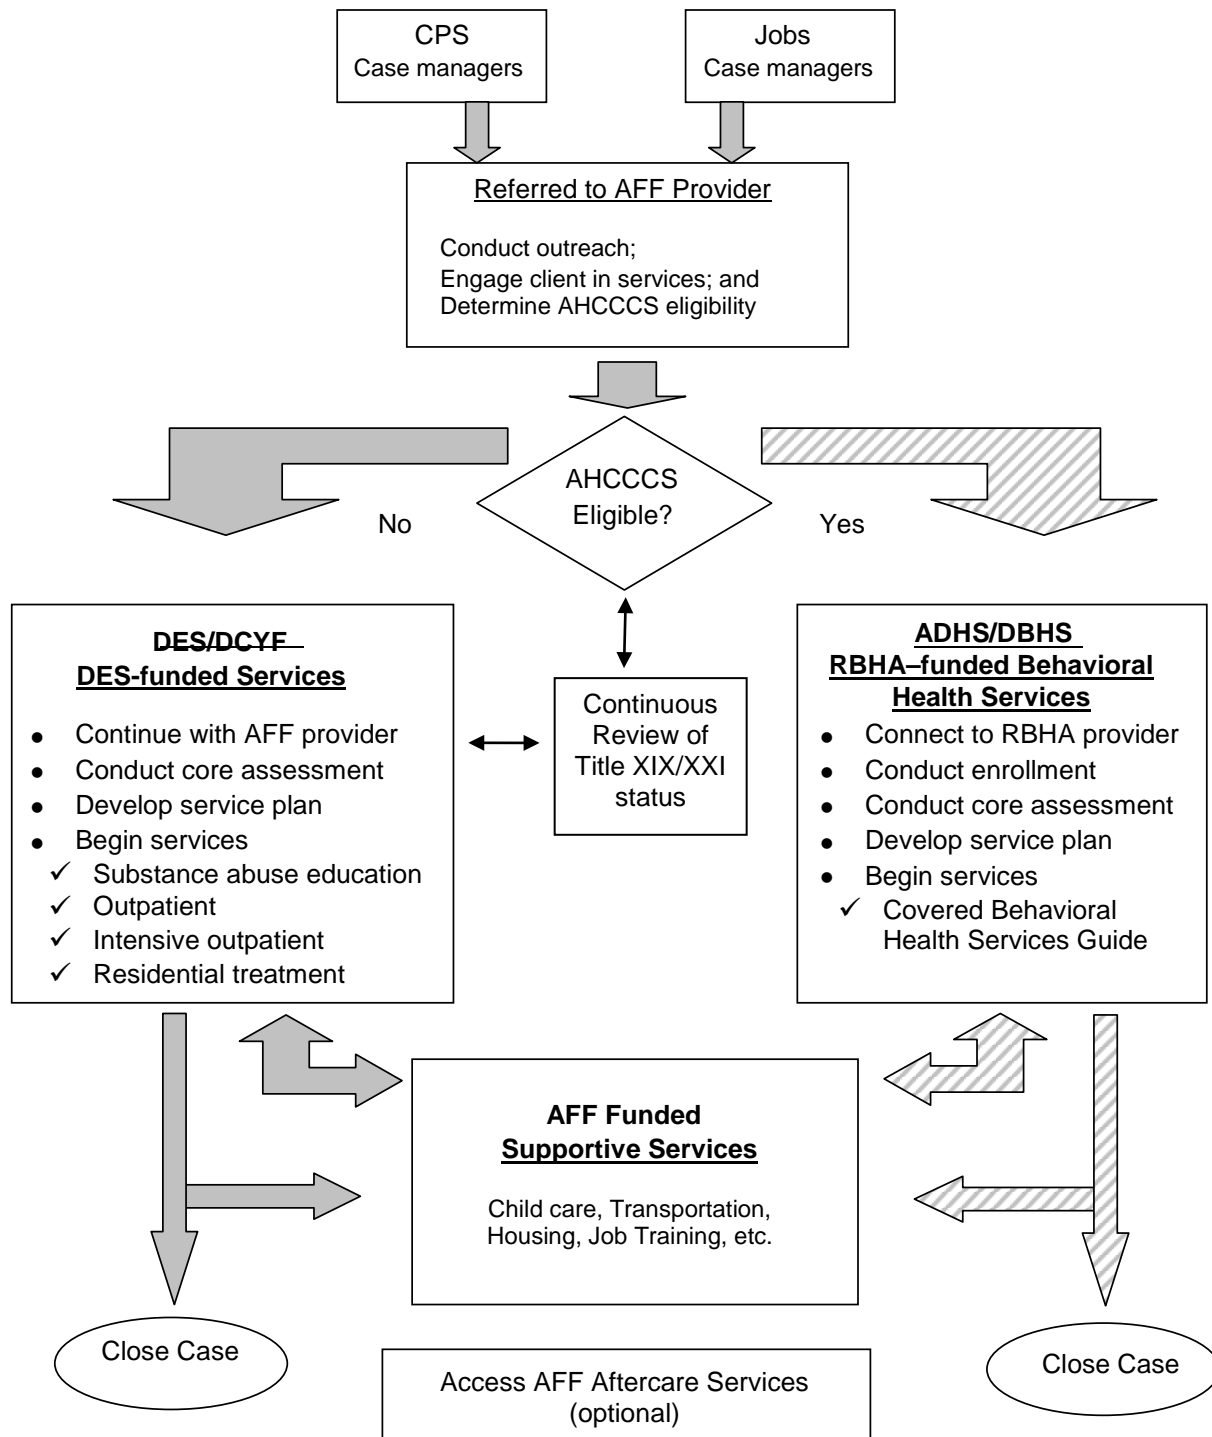 CPS
Case managers
Jobs
Case managers
Referred to AFF Provider
Conduct outreach;
Engage client in services; and
Determine AHCCCS eligibility
AHCCCS
Eligible?
No
Yes
DES/DCYF
DES-funded Services
● Continue with AFF provider
● Conduct core assessment
● Develop service plan
● Begin services
✓ Substance abuse education
✓ Outpatient
✓ Intensive outpatient
✓ Residential treatment
Continuous
Review of
Title XIX/XXI
status
ADHS/DBHS
RBHA–funded Behavioral
Health Services
● Connect to RBHA provider
● Conduct enrollment
● Conduct core assessment
● Develop service plan
● Begin services
✓ Covered Behavioral
Health Services Guide
AFF Funded
Supportive Services
Child care, Transportation,
Housing, Job Training, etc.
Close Case
Access AFF Aftercare Services
(optional)
Close Case